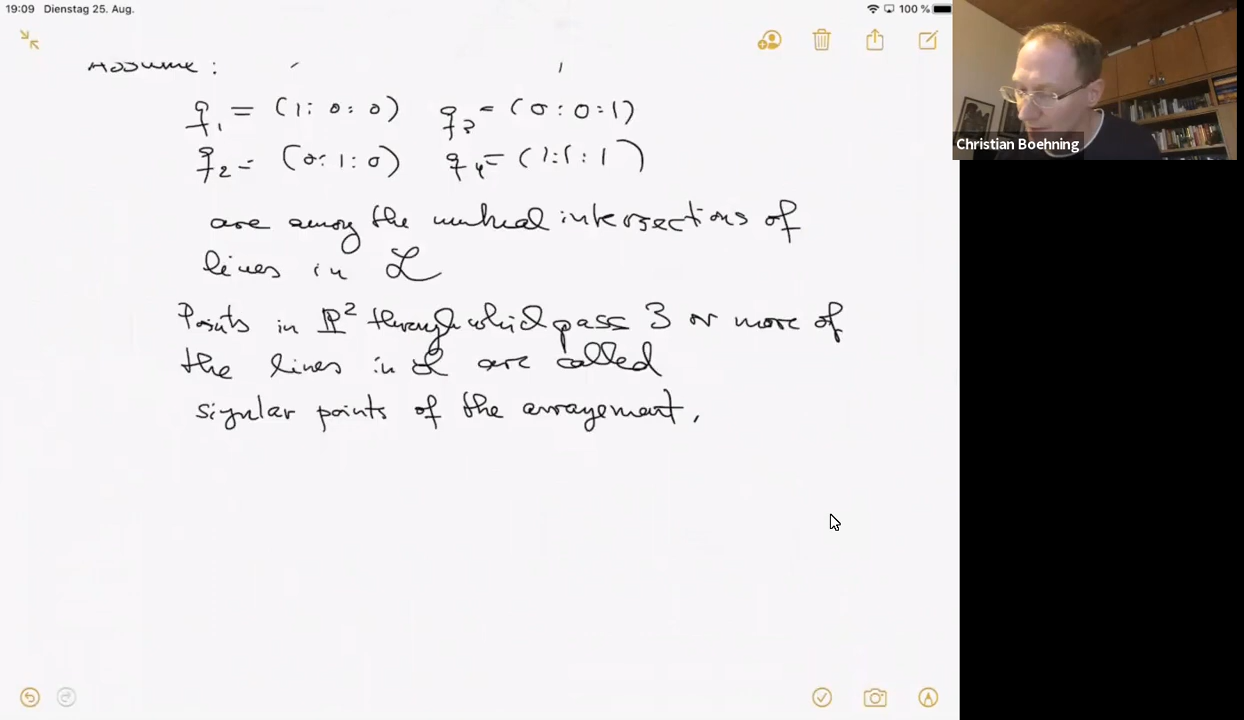 19:09 Dienstag 25. Aug.
100 %
Assume :
q₁ = (1: 0: 0) q₃ = (0: 0: 1)
q₂ = (0: 1: 0) q₄ = (1: 1: 1)
are among the mutual intersections of
lines in ℒ
Points in ℙ² through which pass 3 or more of
the lines in ℒ are called
singular points of the arrangement,
Christian Boehning